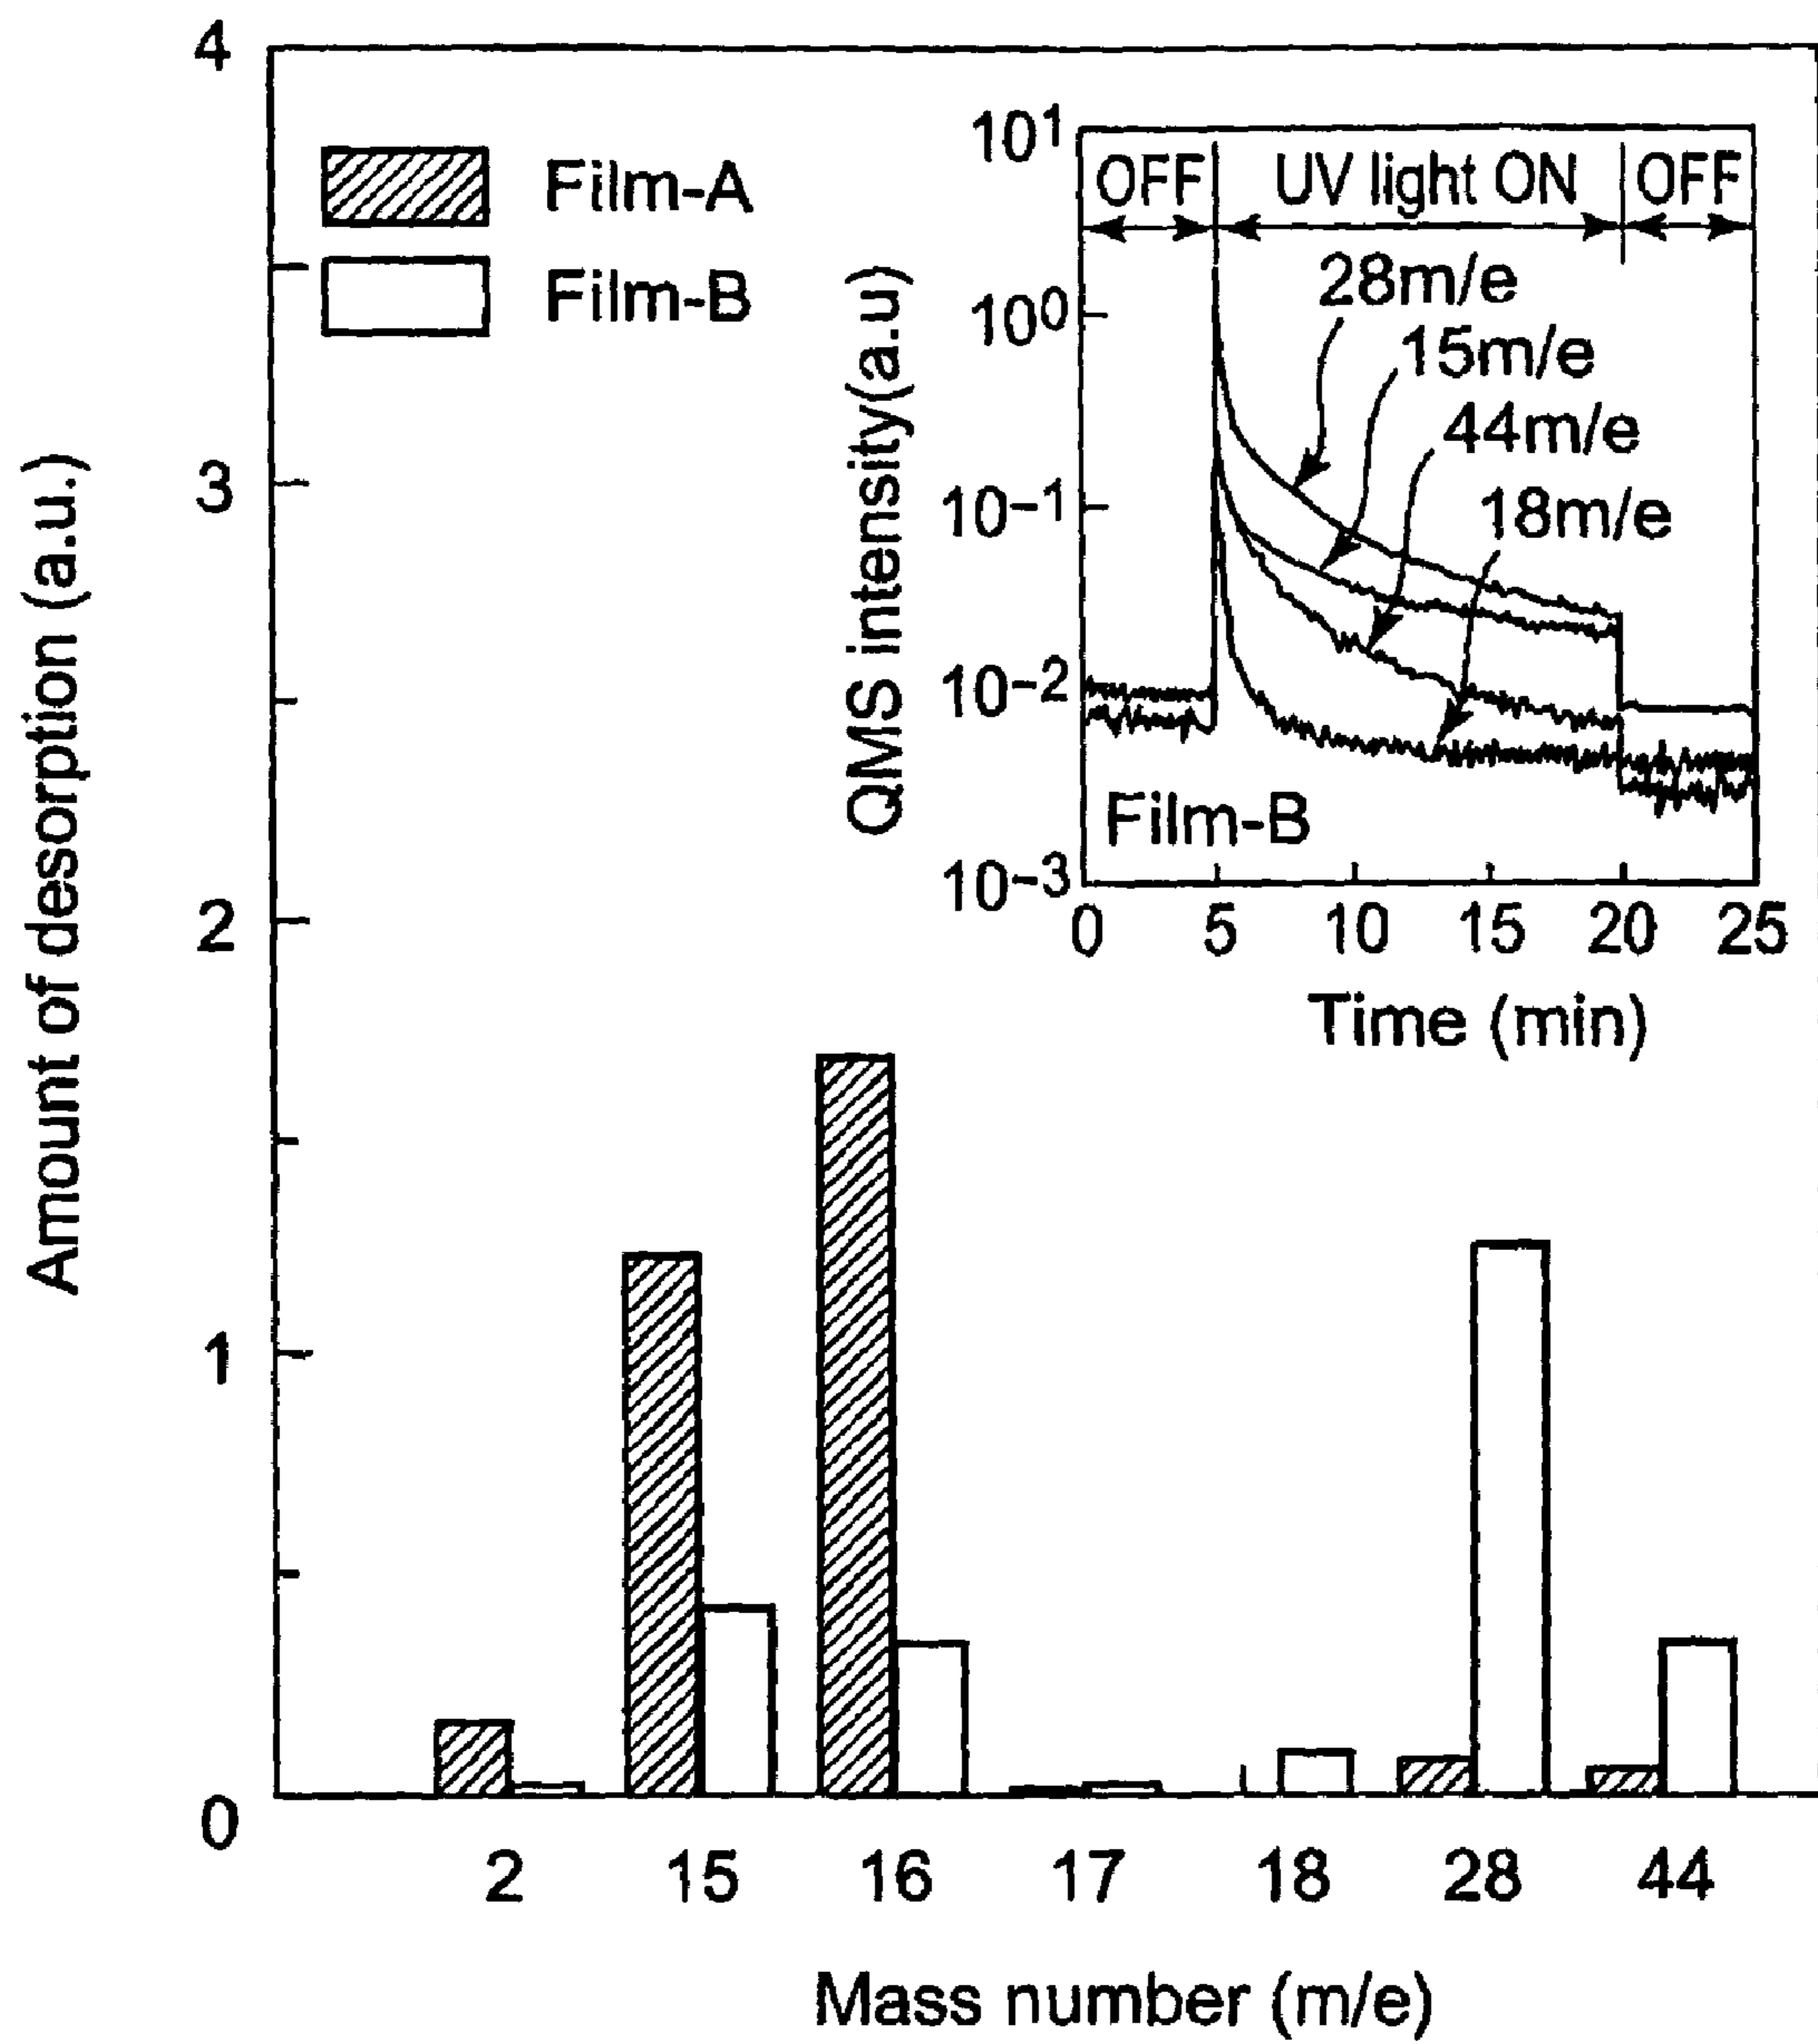 Amount of desorption (a.u.)
4
3
2
1
0
Film-A
Film-B
QMS intensity(a.u)
10¹
10⁰
10⁻¹
10⁻²
10⁻³
OFF
UV light ON
OFF
28m/e
15m/e
44m/e
18m/e
Film-B
0 5 10 15 20 25
Time (min)
2 15 16 17 18 28 44
Mass number (m/e)